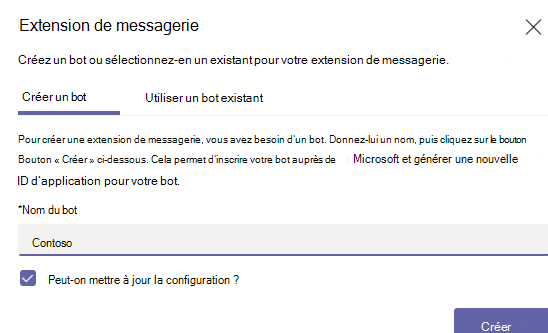 Extension de messagerie
Créez un bot ou sélectionnez-en un existant pour votre extension de messagerie.
Créer un bot Utiliser un bot existant
Pour créer une extension de messagerie, vous avez besoin d'un bot. Donnez-lui un nom, puis cliquez sur le bouton
Bouton « Créer » ci-dessous. Cela permet d'inscrire votre bot auprès de Microsoft et générer une nouvelle
ID d'application pour votre bot.
*Nom du bot
Contoso
Peut-on mettre à jour la configuration ?
Créer